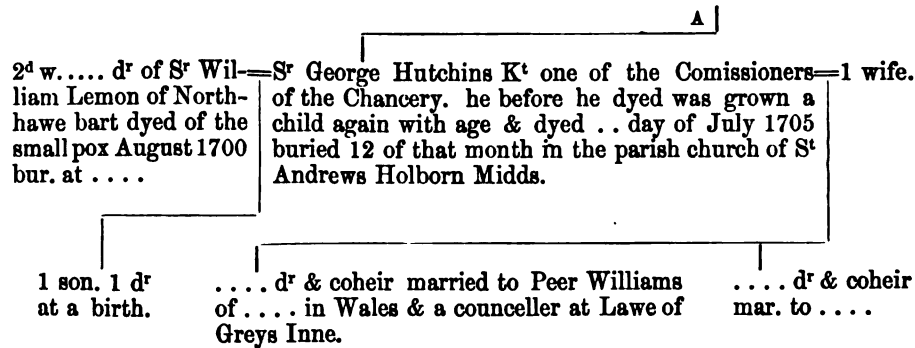 A
2ᵈ w..... dʳ of Sʳ Wil-
liam Lemon of North-
hawe bart dyed of the
small pox August 1700
bur. at . . . .
Sʳ George Hutchins Kᵗ one of the Comissioners
of the Chancery. he before he dyed was grown a
child again with age & dyed . . day of July 1705
buried 12 of that month in the parish church of Sᵗ
Andrews Holborn Midds.
1 wife.
1 son. 1 dʳ
at a birth.
. . . . dʳ & coheir married to Peer Williams
of . . . . in Wales & a counceller at Lawe of
Greys Inne.
. . . . dʳ & coheir
mar. to . . . .